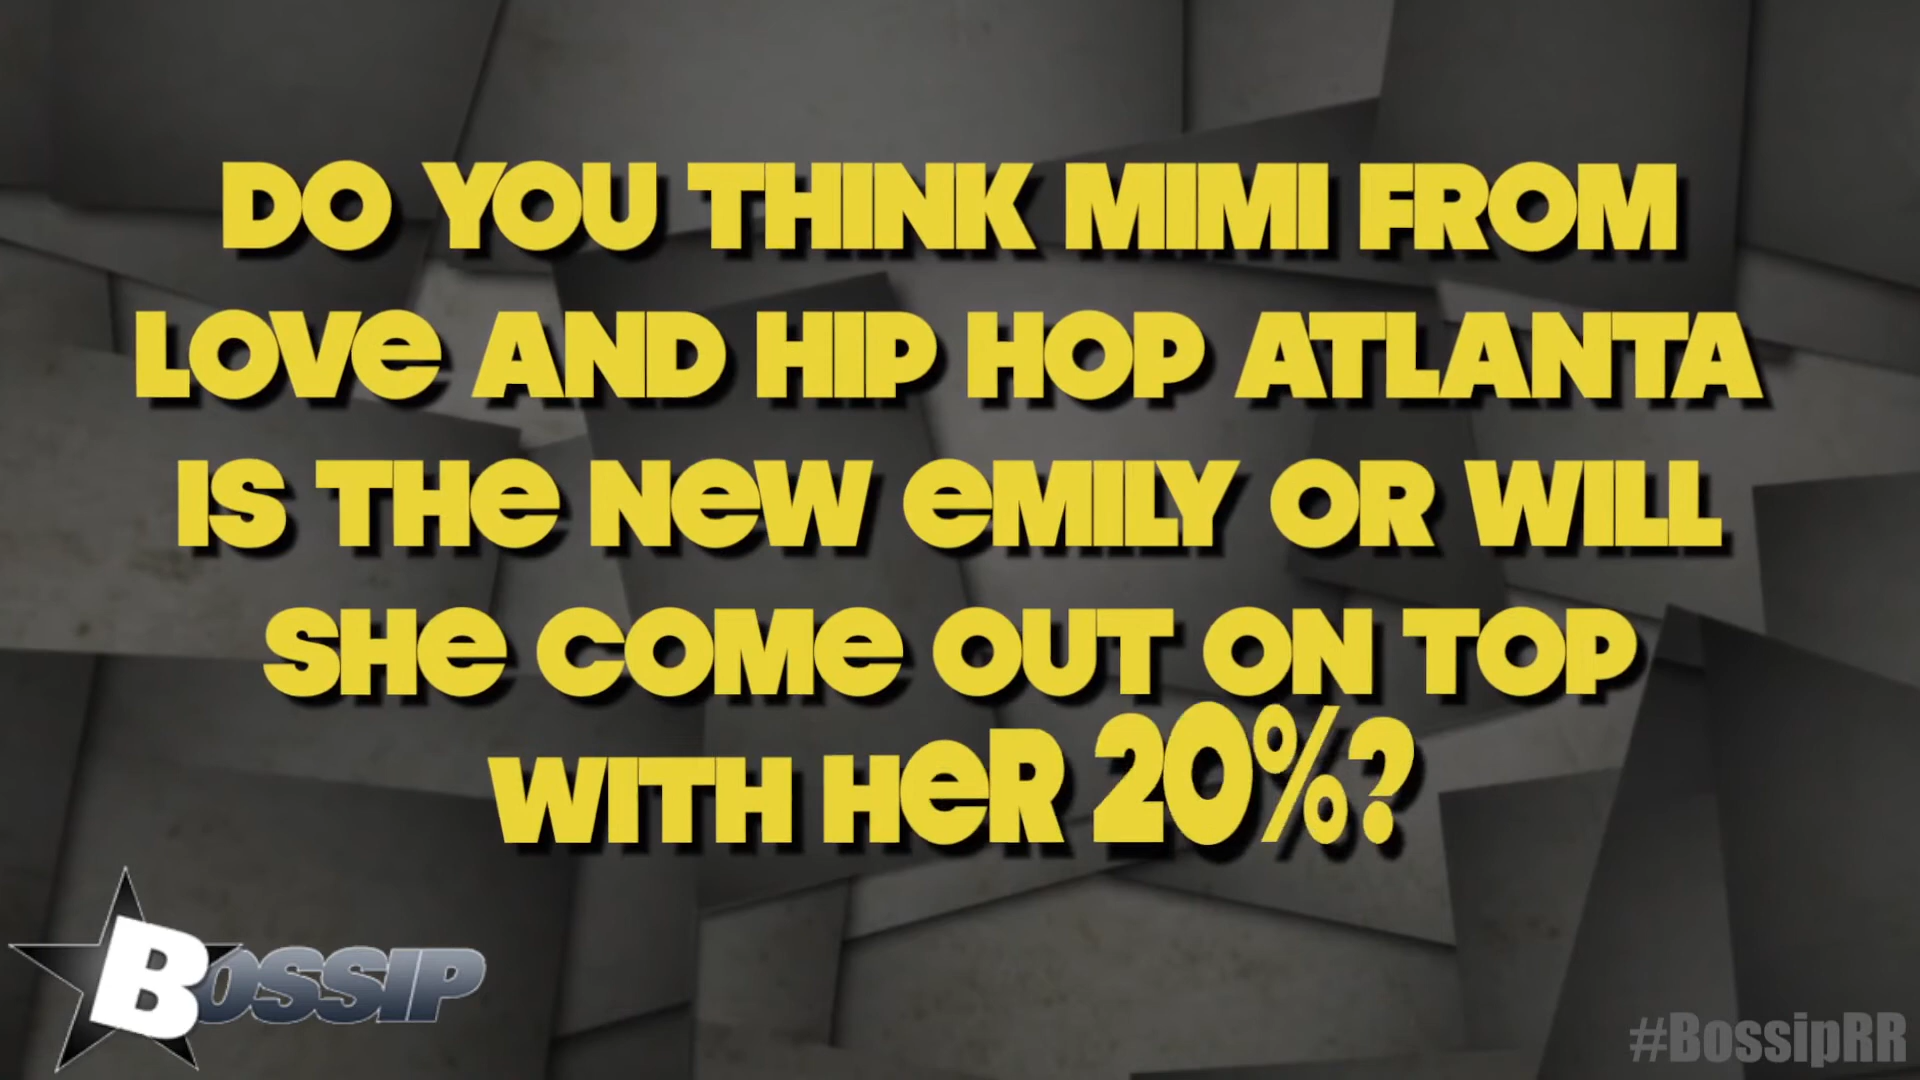 DO YOU THINK MIMI FROM
LOVE AND HIP HOP ATLANTA
IS THE NEW EMILY OR WILL
SHE COME OUT ON TOP
WITH HER 20%?
BOSSIP
#BossipRR